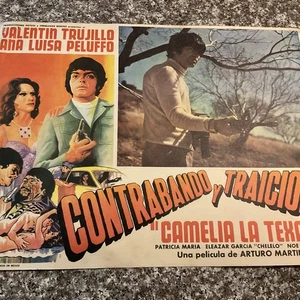 VALENTIN TRUJILLO
ANA LUISA PELUFFO
CONTRABANDO y TRAICIO
CAMELIA LA TEXA
PATRICIA MARIA ELEAZAR GARCIA "CHELELO" NOE
Una película de ARTURO MARTI